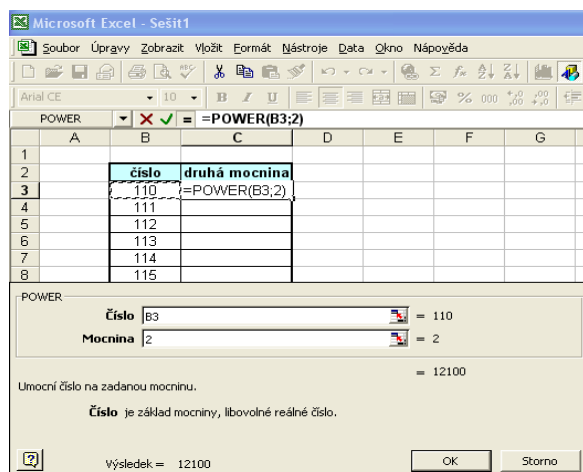 Microsoft Excel - Sešit1
Soubor Úpravy Zobrazit Vložit Formát Nástroje Data Okno Nápověda
Arial CE 10 B I U % 000
POWER = =POWER(B3;2)
A B C D E F G
1
2 číslo druhá mocnina
3 110 =POWER(B3;2)
4 111
5 112
6 113
7 114
8 115
POWER
Číslo B3 = 110
Mocnina 2 = 2
= 12100
Umocní číslo na zadanou mocninu.
Číslo je základ mocniny, libovolné reálné číslo.
Výsledek = 12100 OK Storno